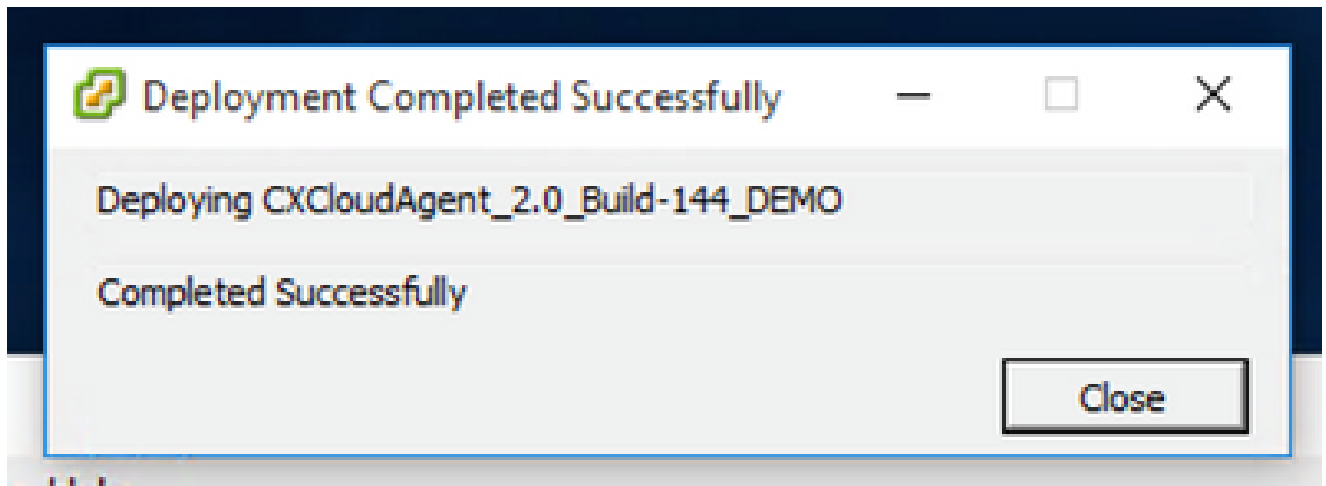 Deployment Completed Successfully
Deploying CXCloudAgent_2.0_Build-144_DEMO
Completed Successfully
Close